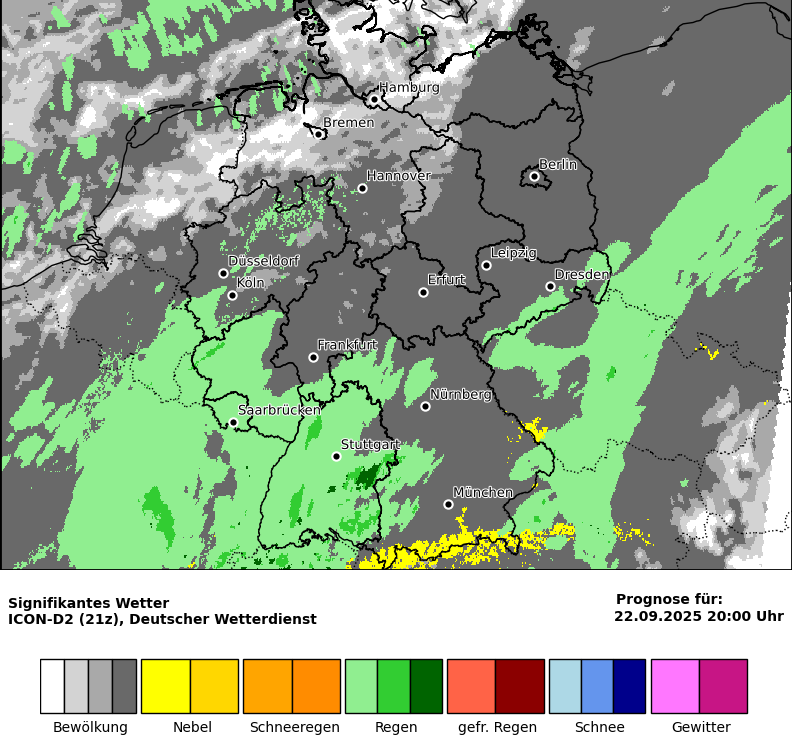 Hamburg
Bremen
Berlin
Hannover
Leipzig
Düsseldorf
Dresden
Köln
Erfurt
Frankfurt
Nürnberg
Saarbrücken
Stuttgart
München
Signifikantes Wetter
ICON-D2 (21z), Deutscher Wetterdienst
Prognose für:
22.09.2025 20:00 Uhr
Bewölkung Nebel Schneeregen Regen gefr. Regen Schnee Gewitter